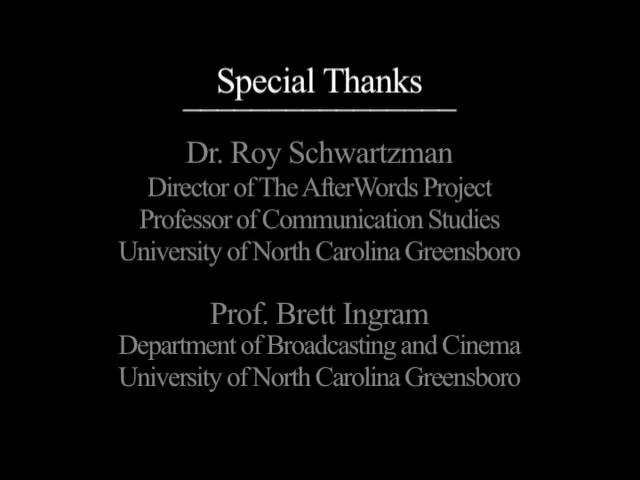 Special Thanks
Dr. Roy Schwartzman
Director of The AfterWords Project
Professor of Communication Studies
University of North Carolina Greensboro
Prof. Brett Ingram
Department of Broadcasting and Cinema
University of North Carolina Greensboro